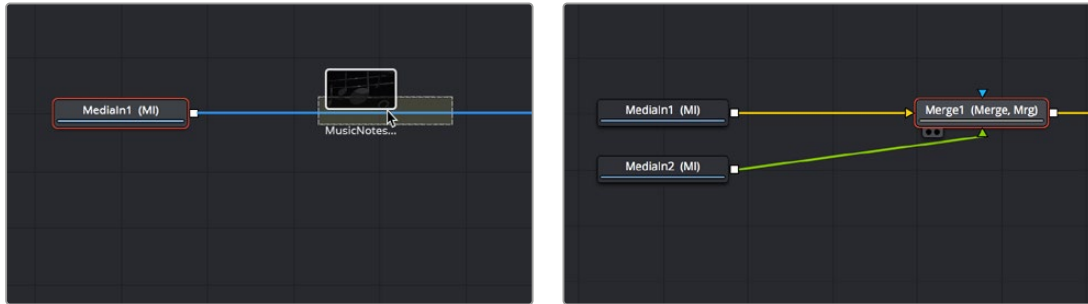 MediaIn1 (MI)
MusicNotes...
MediaIn1 (MI)
Merge1 (Merge, Mrg)
MediaIn2 (MI)